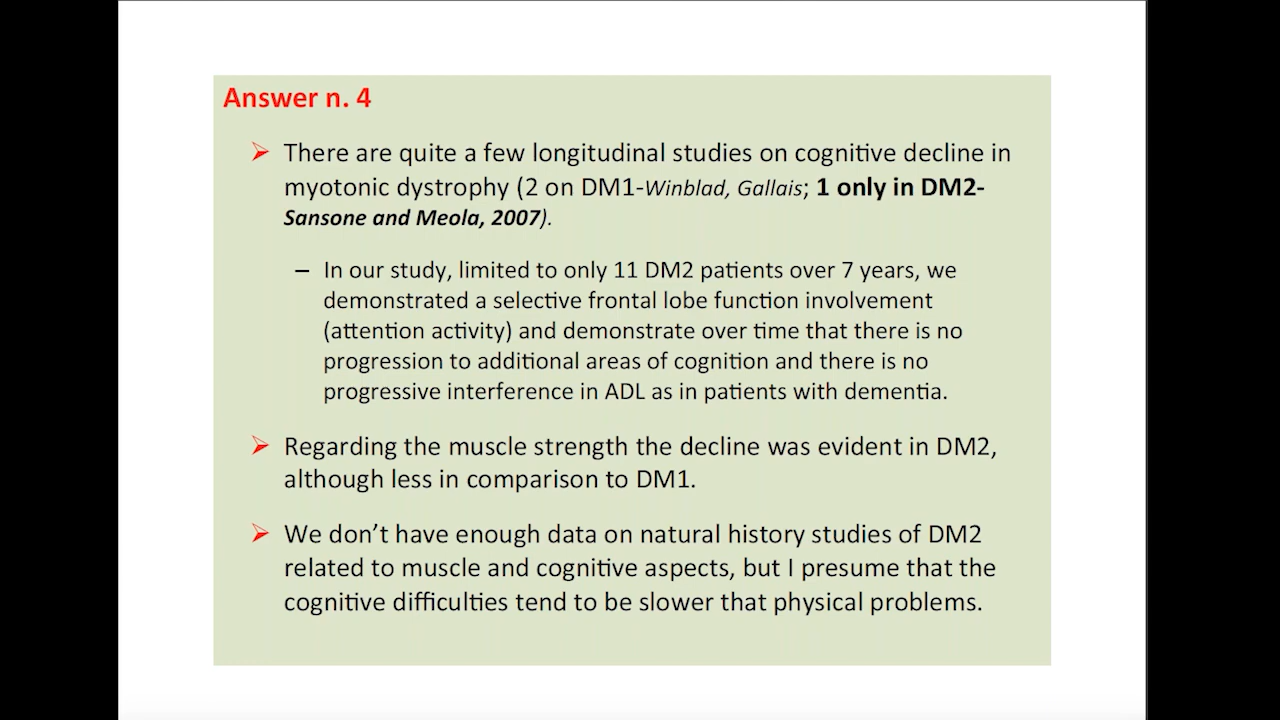 Answer n. 4
There are quite a few longitudinal studies on cognitive decline in
myotonic dystrophy (2 on DM1-Winblad, Gallais; 1 only in DM2-
Sansone and Meola, 2007).
– In our study, limited to only 11 DM2 patients over 7 years, we
demonstrated a selective frontal lobe function involvement
(attention activity) and demonstrate over time that there is no
progression to additional areas of cognition and there is no
progressive interference in ADL as in patients with dementia.
Regarding the muscle strength the decline was evident in DM2,
although less in comparison to DM1.
We don’t have enough data on natural history studies of DM2
related to muscle and cognitive aspects, but I presume that the
cognitive difficulties tend to be slower that physical problems.